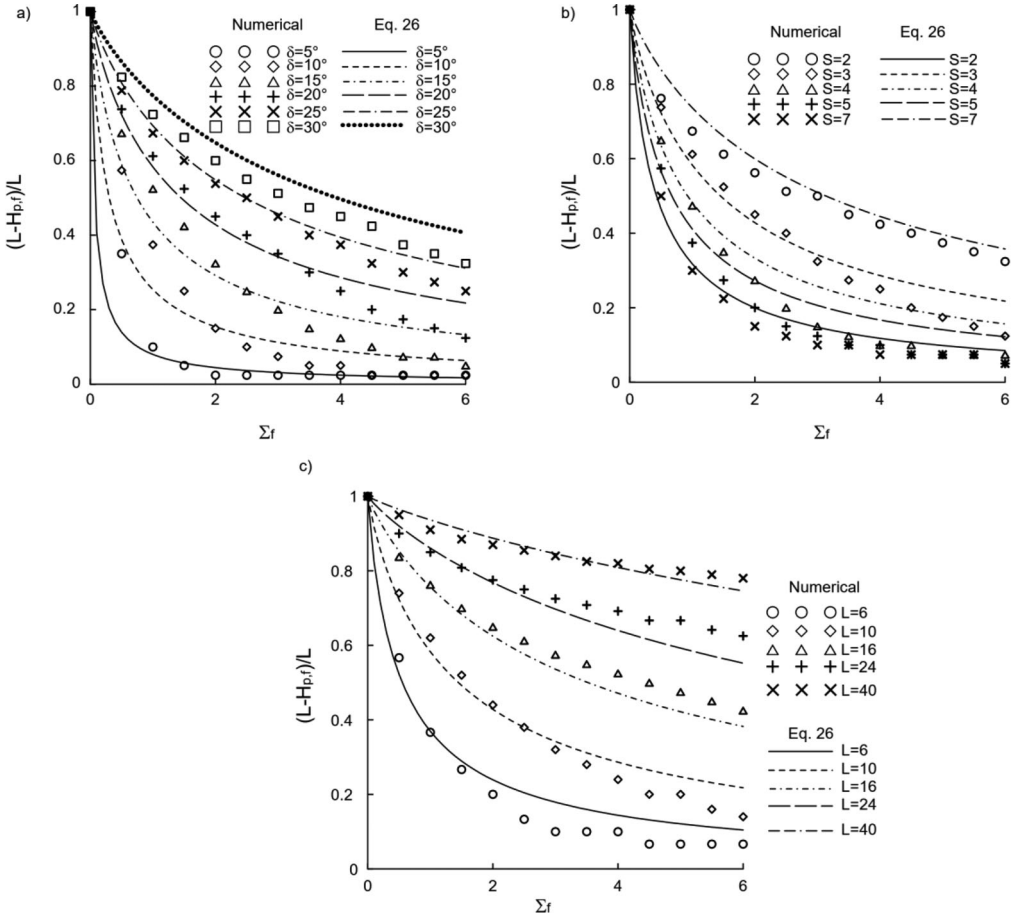 a)
Numerical Eq. 26
δ=5° δ=5°
δ=10° δ=10°
δ=15° δ=15°
δ=20° δ=20°
δ=25 δ=25°
δ=30° δ=30°
1
0.8
0.6
0.4
0.2
0
(L-Hp,f)/L
0 2 4 6
Σf
b)
Numerical Eq. 26
S=2 S=2
S=3 S=3
S=4 S=4
S=5 S=5
S=7 S=7
1
0.8
0.6
0.4
0.2
0
(L-Hp,f)/L
0 2 4 6
Σf
c)
1
0.8
0.6
0.4
0.2
0
(L-Hp,f)/L
0 2 4 6
Σf
Numerical
L=6
L=10
L=16
L=24
L=40
Eq. 26
L=6
L=10
L=16
L=24
L=40